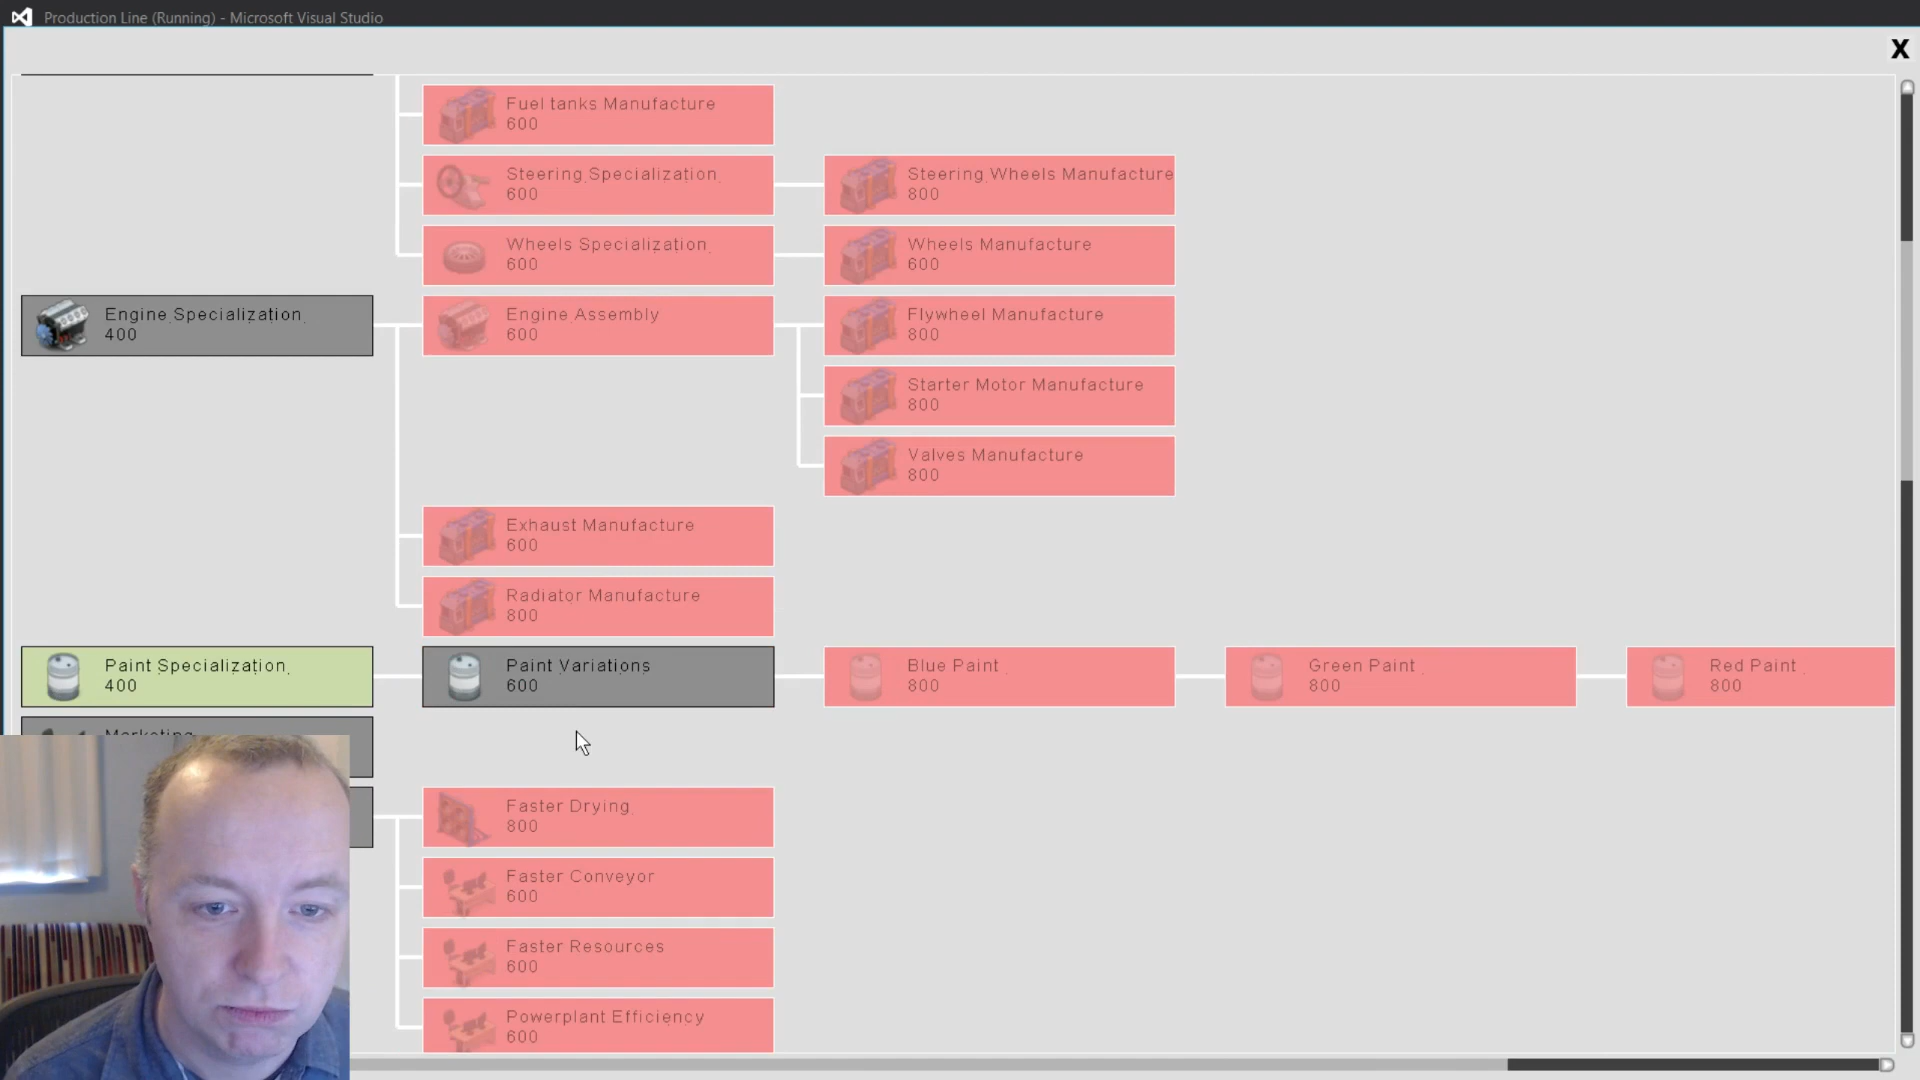 Production Line (Running) - Microsoft Visual Studio
X
Fuel tanks Manufacture
600
Steering Specialization
600
Steering Wheels Manufacture
800
Wheels Specialization
600
Wheels Manufacture
600
Engine Specialization
400
Engine Assembly
600
Flywheel Manufacture
800
Starter Motor Manufacture
800
Valves Manufacture
800
Exhaust Manufacture
600
Radiator Manufacture
800
Paint Specialization
400
Paint Variations
600
Blue Paint
800
Green Paint
800
Red Paint
800
Marketing
Faster Drying
800
Faster Conveyor
600
Faster Resources
600
Powerplant Efficiency
600